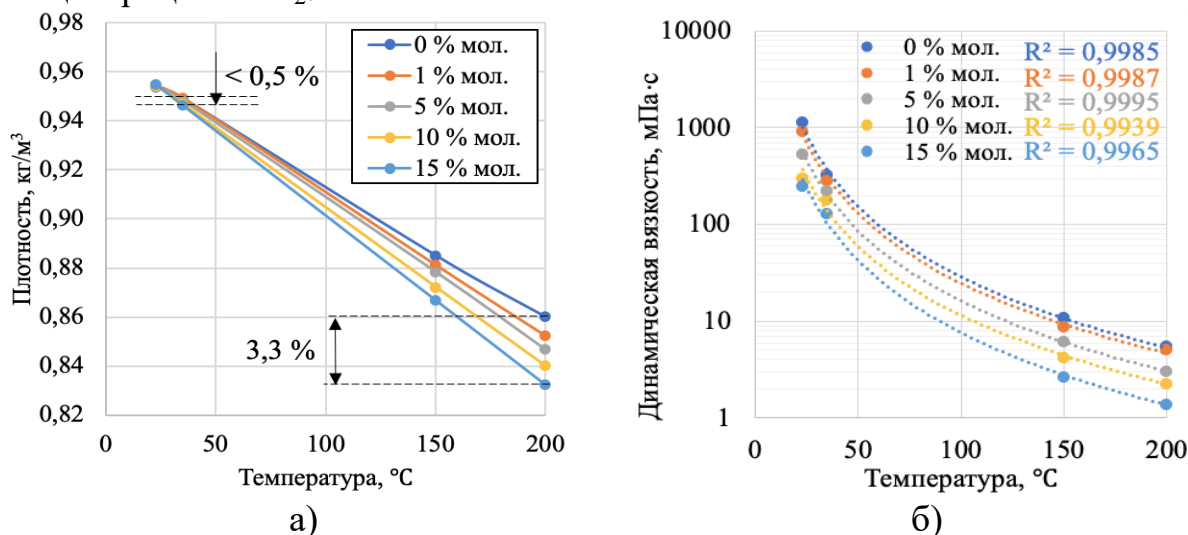 0,98
0,96
0,94
0,92
0,90
0,88
0,86
0,84
0,82
Плотность, кг/м³
0 50 100 150 200
Температура, °C
< 0,5 %
3,3 %
0 % мол.
1 % мол.
5 % мол.
10 % мол.
15 % мол.
а)
10000
1000
100
10
1
Динамическая вязкость, мПа·с
0 50 100 150 200
Температура, °C
0 % мол. R² = 0,9985
1 % мол. R² = 0,9987
5 % мол. R² = 0,9995
10 % мол. R² = 0,9939
15 % мол. R² = 0,9965
б)